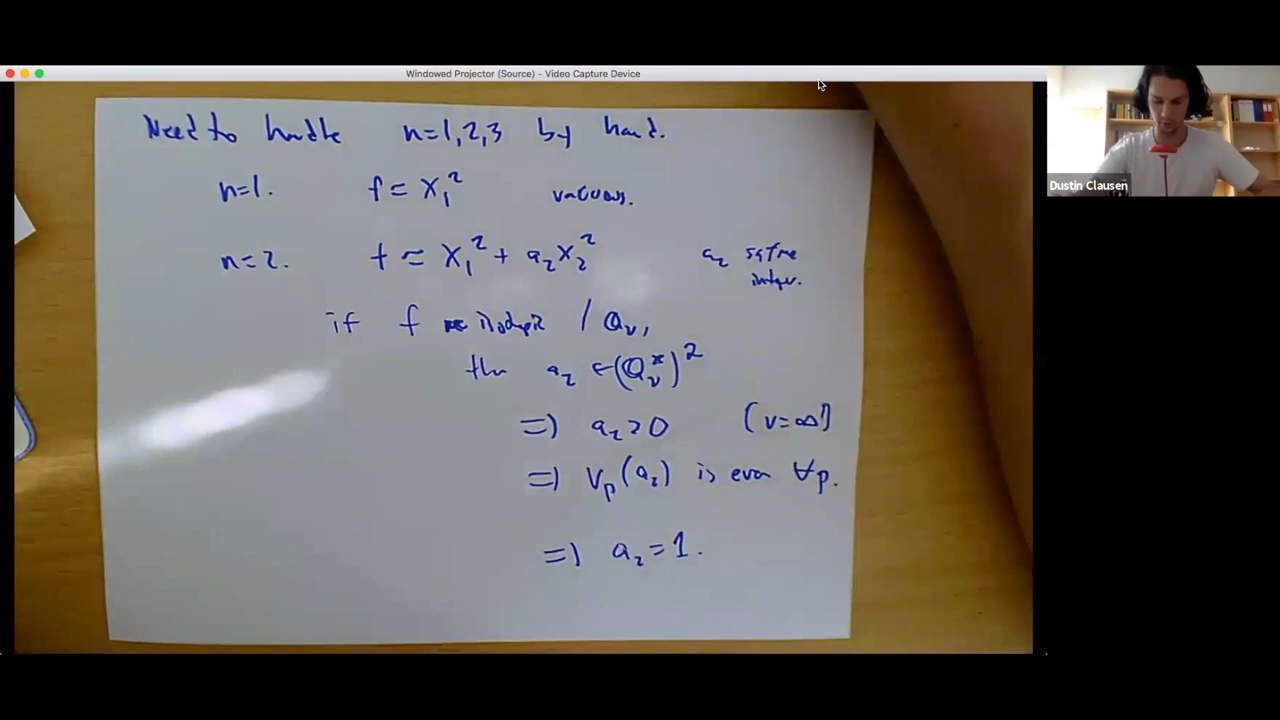 Windowed Projector (Source) - Video Capture Device
Dustin Clausen
Need to handle n=1,2,3 by hand.
n=1. f = X₁² vacuous.
n=2. f = X₁² + a₂X₂² a₂ sqfree integer.
if f / ℚᵥ,
then a₂ ∈ (ℚᵥˣ)²
⇒ a₂ > 0 (v=∞)
⇒ vₚ(a₂) is even ∀p.
⇒ a₂ = 1.